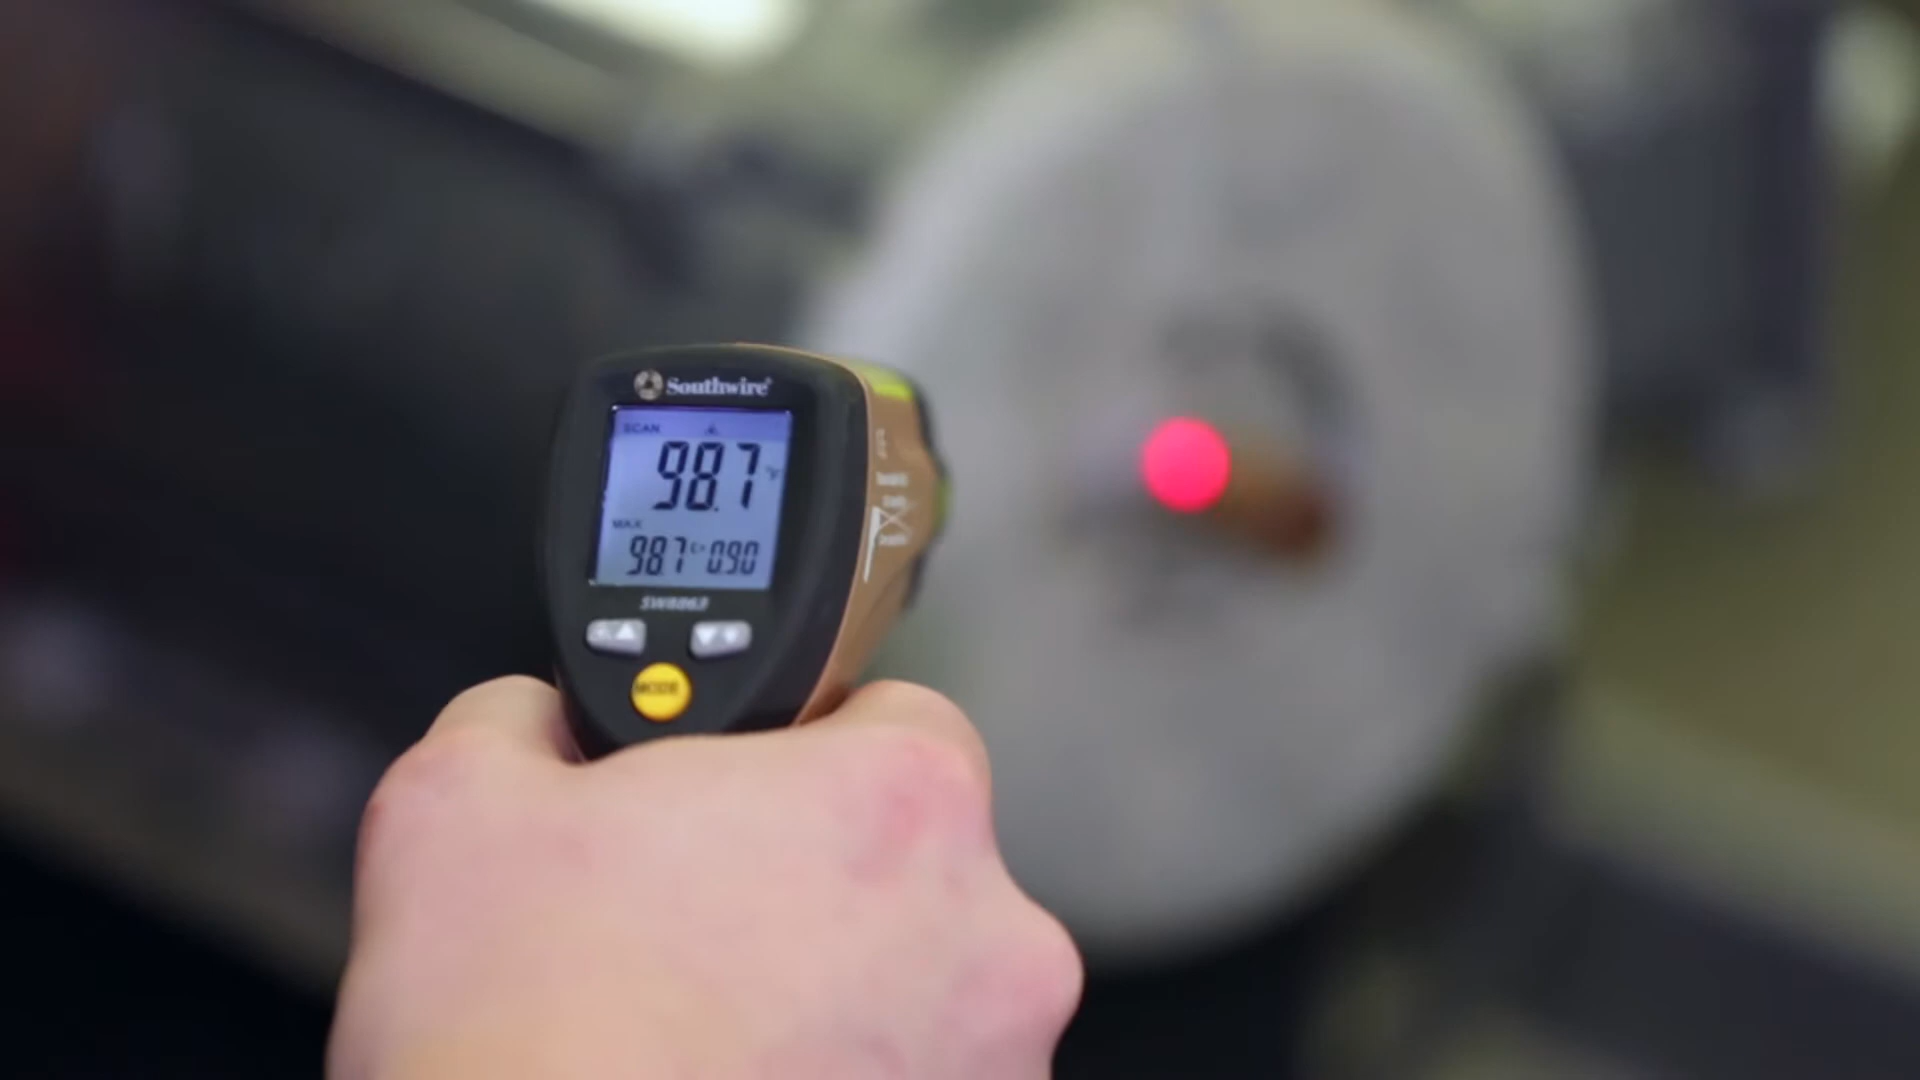 Southwire®
SCAN
98.7 °F
MAX
98.7 ε= 0.90
MODE